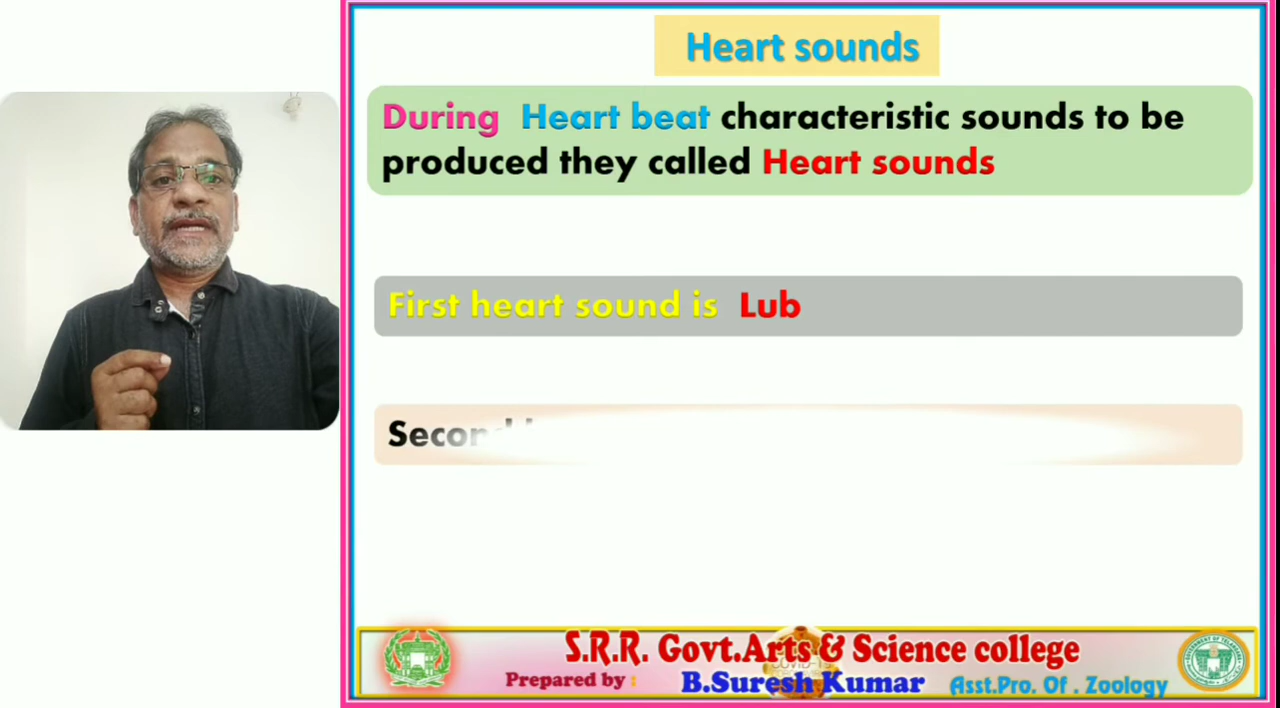 Heart sounds
During Heart beat characteristic sounds to be
produced they called Heart sounds
First heart sound is Lub
Second
S.R.R. Govt.Arts & Science college
Prepared by : B.Suresh Kumar Asst.Pro. Of . Zoology